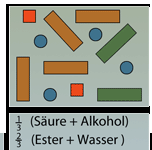 1/3 (Säure + Alkohol)
2/3 (Ester + Wasser )